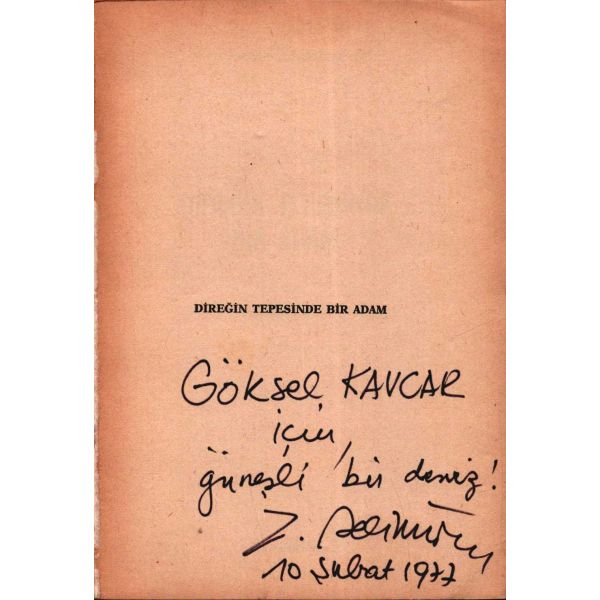 DİREĞİN TEPESİNDE BİR ADAM
Göksel KAVCAR
için,
güneşli bir deniz!
10 Şubat 1977